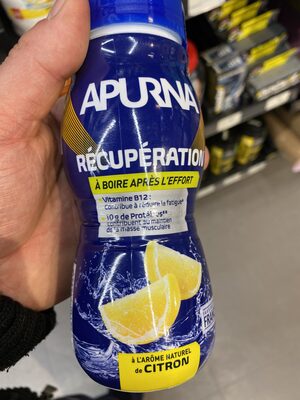 APURNA
RÉCUPÉRATION
À BOIRE APRÈS L'EFFORT
Vitamine B12:
Contribue à réduire la fatigue*
10g de Protéines**
contribuent au maintien
de la masse musculaire
À L'ARÔME NATUREL
de CITRON